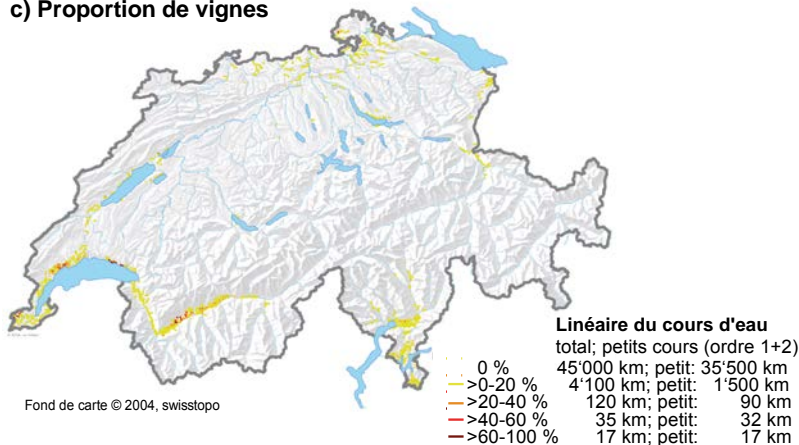 c) Proportion de vignes
Linéaire du cours d'eau
total; petits cours (ordre 1+2)
0 % 45'000 km; petit: 35'500 km
>0-20 % 4'100 km; petit: 1'500 km
>20-40 % 120 km; petit: 90 km
>40-60 % 35 km; petit: 32 km
>60-100 % 17 km; petit: 17 km
Fond de carte © 2004, swisstopo